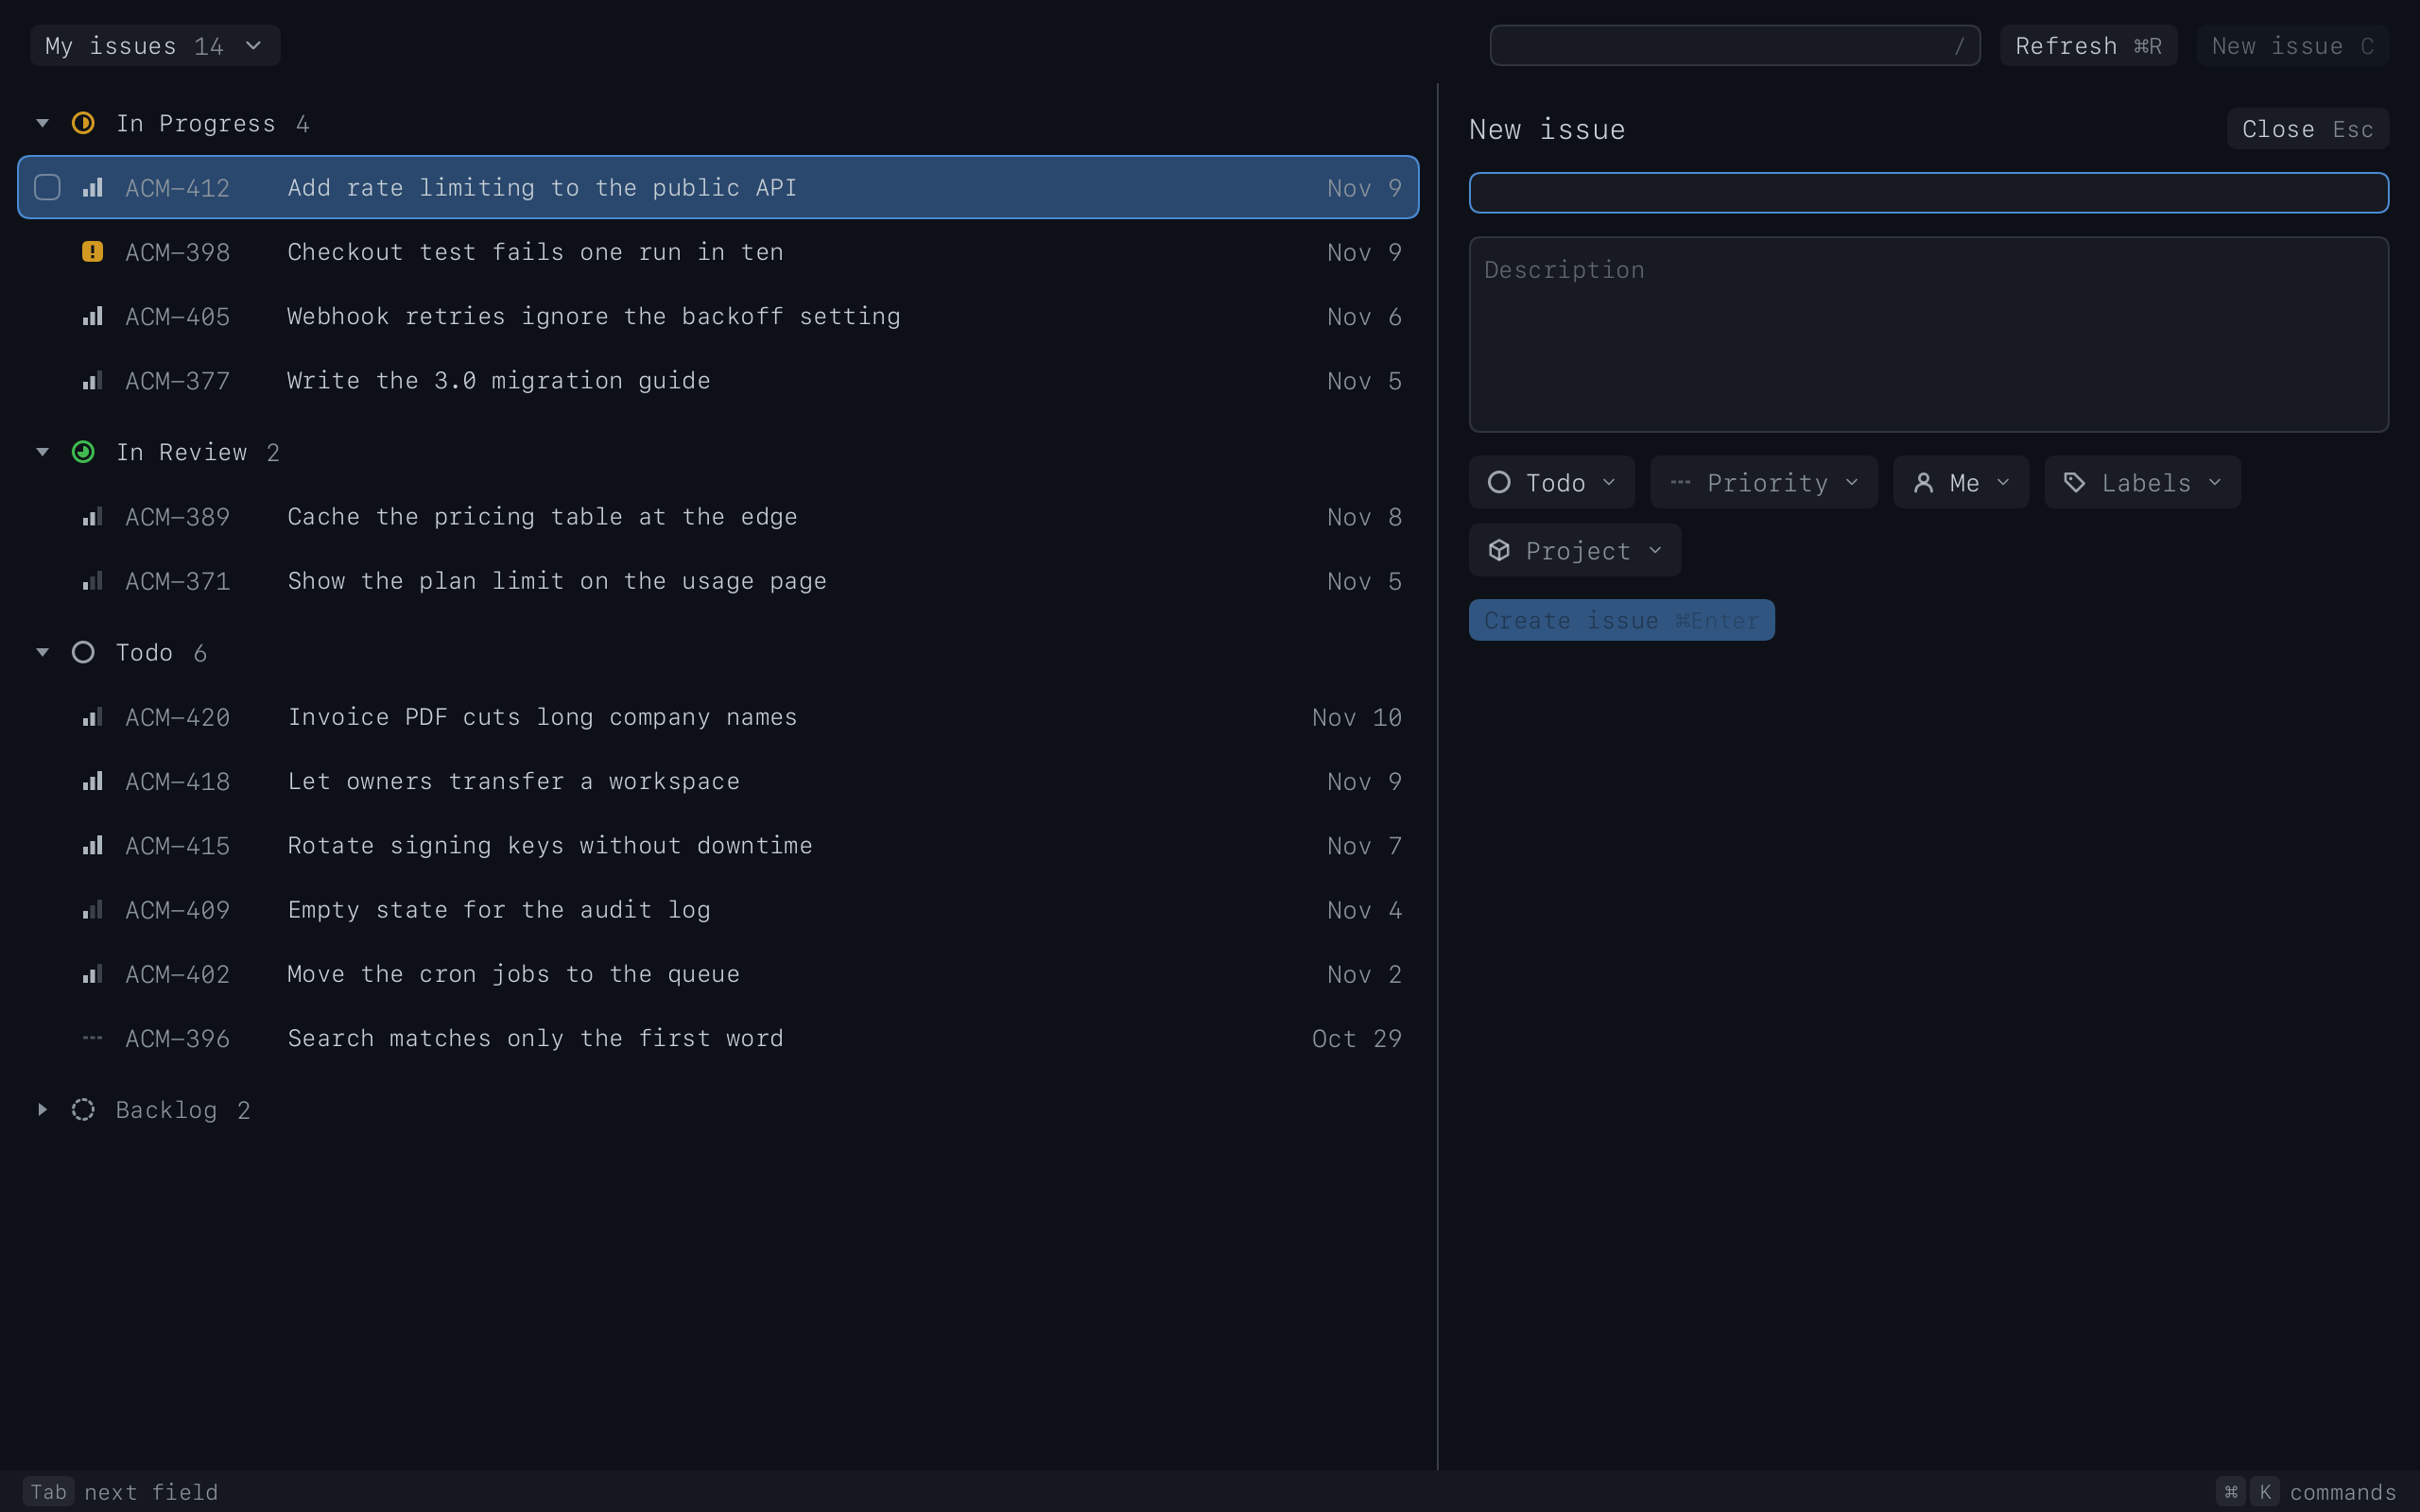 My issues 14
/
Refresh ⌘R
New issue C
In Progress 4
ACM-412 Add rate limiting to the public API Nov 9
ACM-398 Checkout test fails one run in ten Nov 9
ACM-405 Webhook retries ignore the backoff setting Nov 6
ACM-377 Write the 3.0 migration guide Nov 5
In Review 2
ACM-389 Cache the pricing table at the edge Nov 8
ACM-371 Show the plan limit on the usage page Nov 5
Todo 6
ACM-420 Invoice PDF cuts long company names Nov 10
ACM-418 Let owners transfer a workspace Nov 9
ACM-415 Rotate signing keys without downtime Nov 7
ACM-409 Empty state for the audit log Nov 4
ACM-402 Move the cron jobs to the queue Nov 2
ACM-396 Search matches only the first word Oct 29
Backlog 2
New issue
Close Esc
Description
Todo
Priority
Me
Labels
Project
Create issue ⌘Enter
Tab next field
⌘ K commands